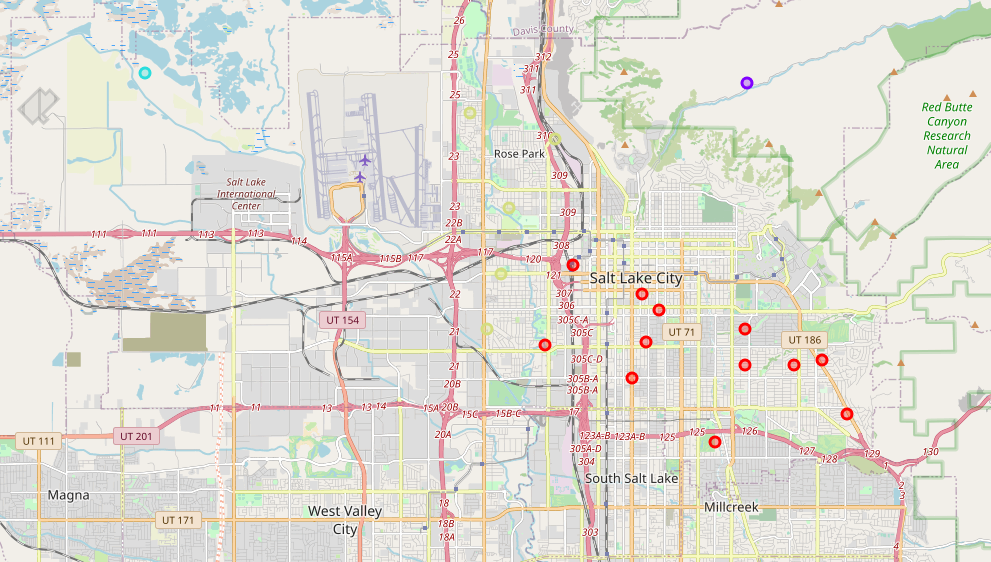 26
Davis County
25
312
311
311
25
310
Red Butte
Canyon
Research
Natural
Area
Rose Park
23
309
Salt Lake
International
Center
23
309
22B
111
111
113
113
114
22A
308
115A
115B
117
117
120
121
Salt Lake City
22
307
306
UT 154
305C-A
305C
21
UT 71
UT 186
305C-D
21
305B-A
20B
305B-A
11
11
13
13
14
15A
20B
15C
15B-C
17
20A
UT 111
UT 201
123A-B
123A-B
125
125
126
305A-D
127
128
129
130
1
304
South Salt Lake
2
Magna
3
18
West Valley
City
Millcreek
UT 171
18B
18A
303
4